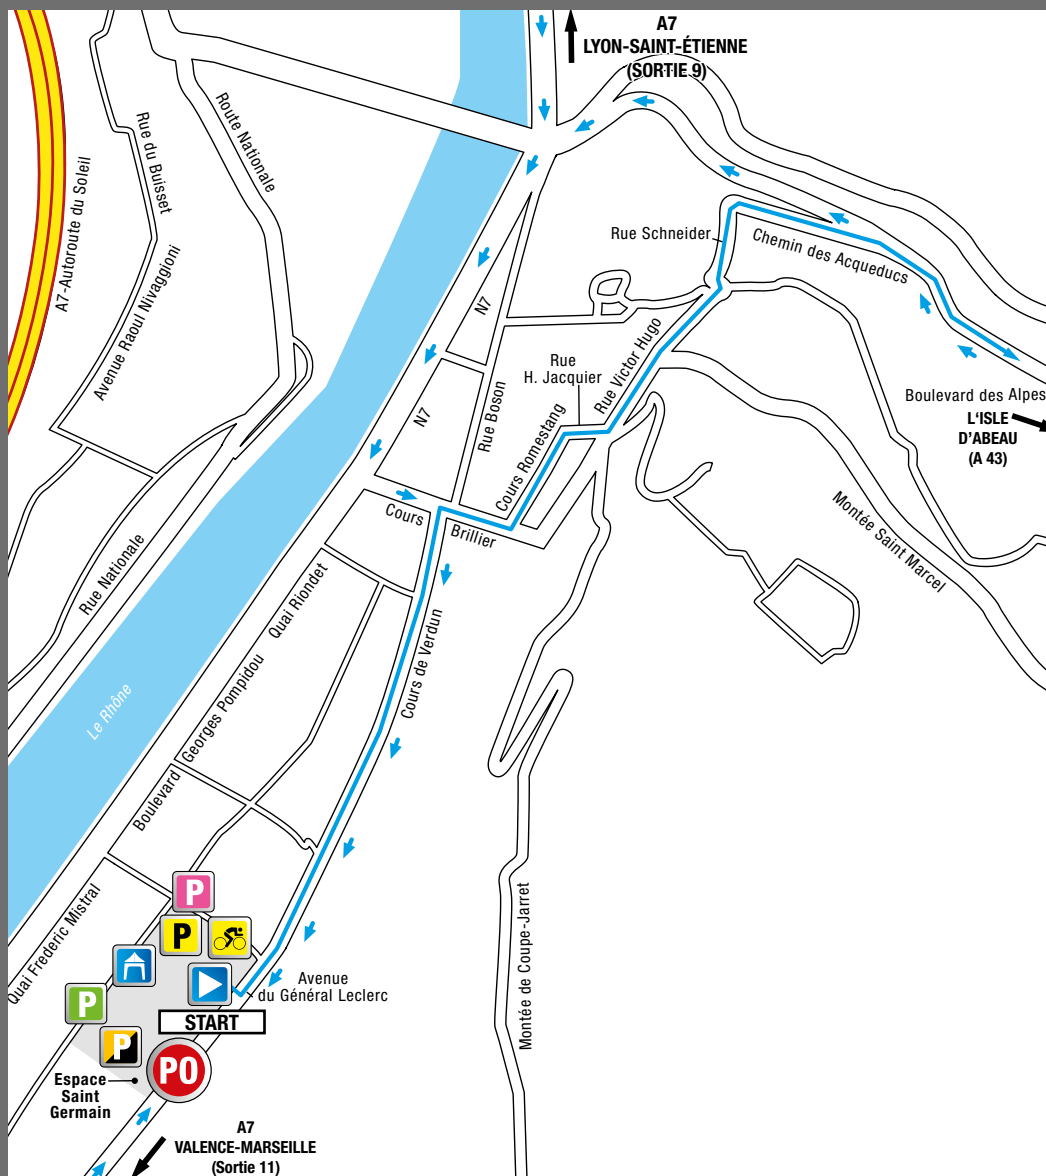 A7
LYON-SAINT-ÉTIENNE
(SORTIE 9)
Rue du Buisset
Route Nationale
A7-Autoroute du Soleil
Avenue Raoul Nivaggioni
Rue Schneider
Chemin des Acqueducs
N7
Rue Victor Hugo
Rue
H. Jacquier
Boulevard des Alpes
L'ISLE
D'ABEAU
(A 43)
N7
Rue Boson
Cours Romestang
Cours
Brillier
Montée Saint Marcel
Rue Nationale
Quai Riondet
Cours de Verdun
Le Rhône
Georges Pompidou
Boulevard
Quai Frederic Mistral
Montée de Coupe-Jarret
P
P
P
P
Avenue
du Général Leclerc
START
PO
Espace
Saint
Germain
A7
VALENCE-MARSEILLE
(Sortie 11)